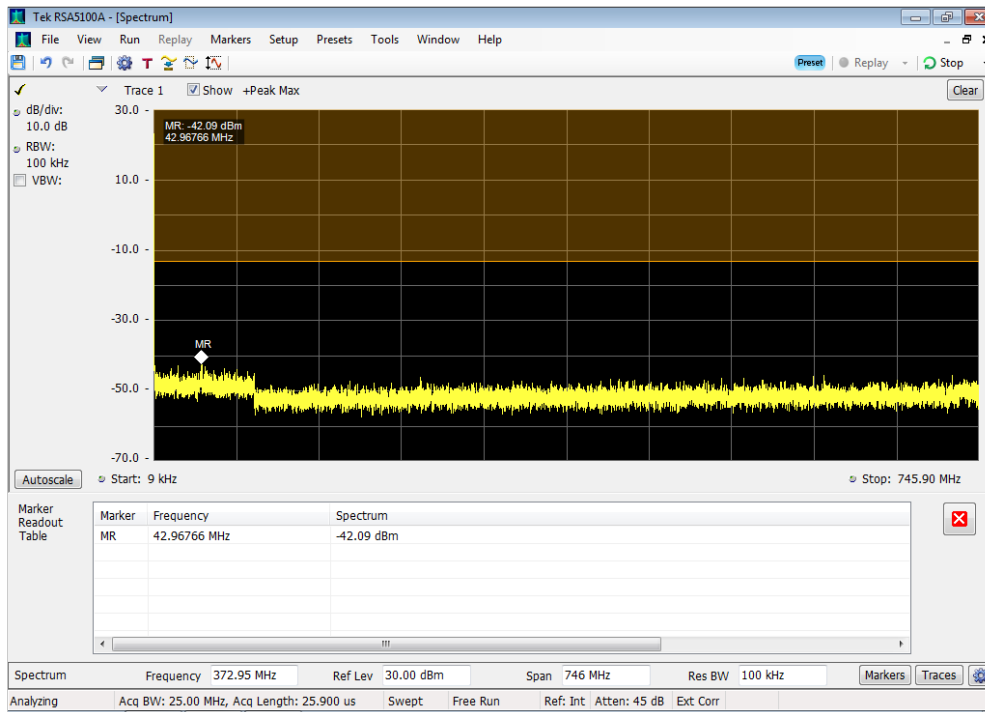 Tek RSA5100A - [Spectrum]
File View Run Replay Markers Setup Presets Tools Window Help
T Preset Replay Stop
Trace 1 Show +Peak Max Clear
dB/div:
10.0 dB
RBW:
100 kHz
VBW:
30.0
MR: -42.09 dBm
42.96766 MHz
10.0
-10.0
-30.0
MR
-50.0
-70.0
Autoscale Start: 9 kHz Stop: 745.90 MHz
Marker
Readout
Table
Marker Frequency Spectrum
MR 42.96766 MHz -42.09 dBm
Spectrum Frequency 372.95 MHz Ref Lev 30.00 dBm Span 746 MHz Res BW 100 kHz Markers Traces
Analyzing Acq BW: 25.00 MHz, Acq Length: 25.900 us Swept Free Run Ref: Int Atten: 45 dB Ext Corr